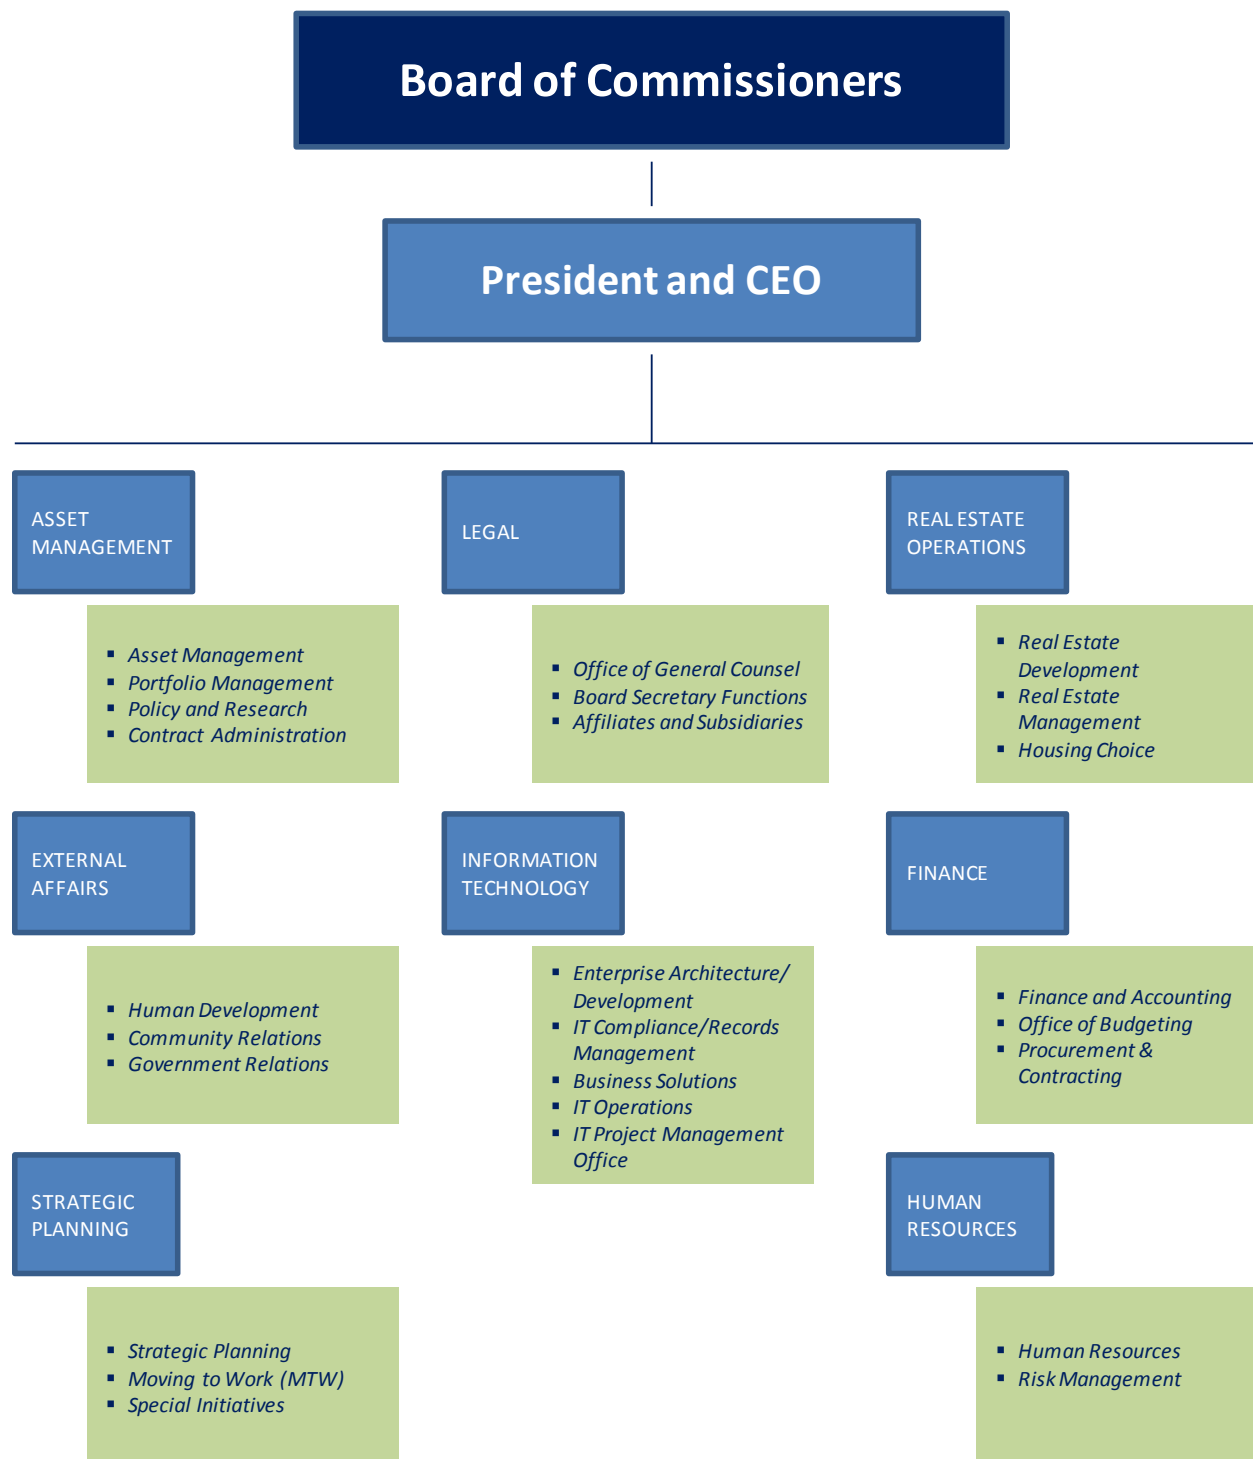 Board of Commissioners
President and CEO
ASSET
MANAGEMENT
▪ Asset Management
▪ Portfolio Management
▪ Policy and Research
▪ Contract Administration
LEGAL
▪ Office of General Counsel
▪ Board Secretary Functions
▪ Affiliates and Subsidiaries
REAL ESTATE
OPERATIONS
▪ Real Estate
Development
▪ Real Estate
Management
▪ Housing Choice
EXTERNAL
AFFAIRS
▪ Human Development
▪ Community Relations
▪ Government Relations
INFORMATION
TECHNOLOGY
▪ Enterprise Architecture/
Development
▪ IT Compliance/Records
Management
▪ Business Solutions
▪ IT Operations
▪ IT Project Management
Office
FINANCE
▪ Finance and Accounting
▪ Office of Budgeting
▪ Procurement &
Contracting
STRATEGIC
PLANNING
▪ Strategic Planning
▪ Moving to Work (MTW)
▪ Special Initiatives
HUMAN
RESOURCES
▪ Human Resources
▪ Risk Management